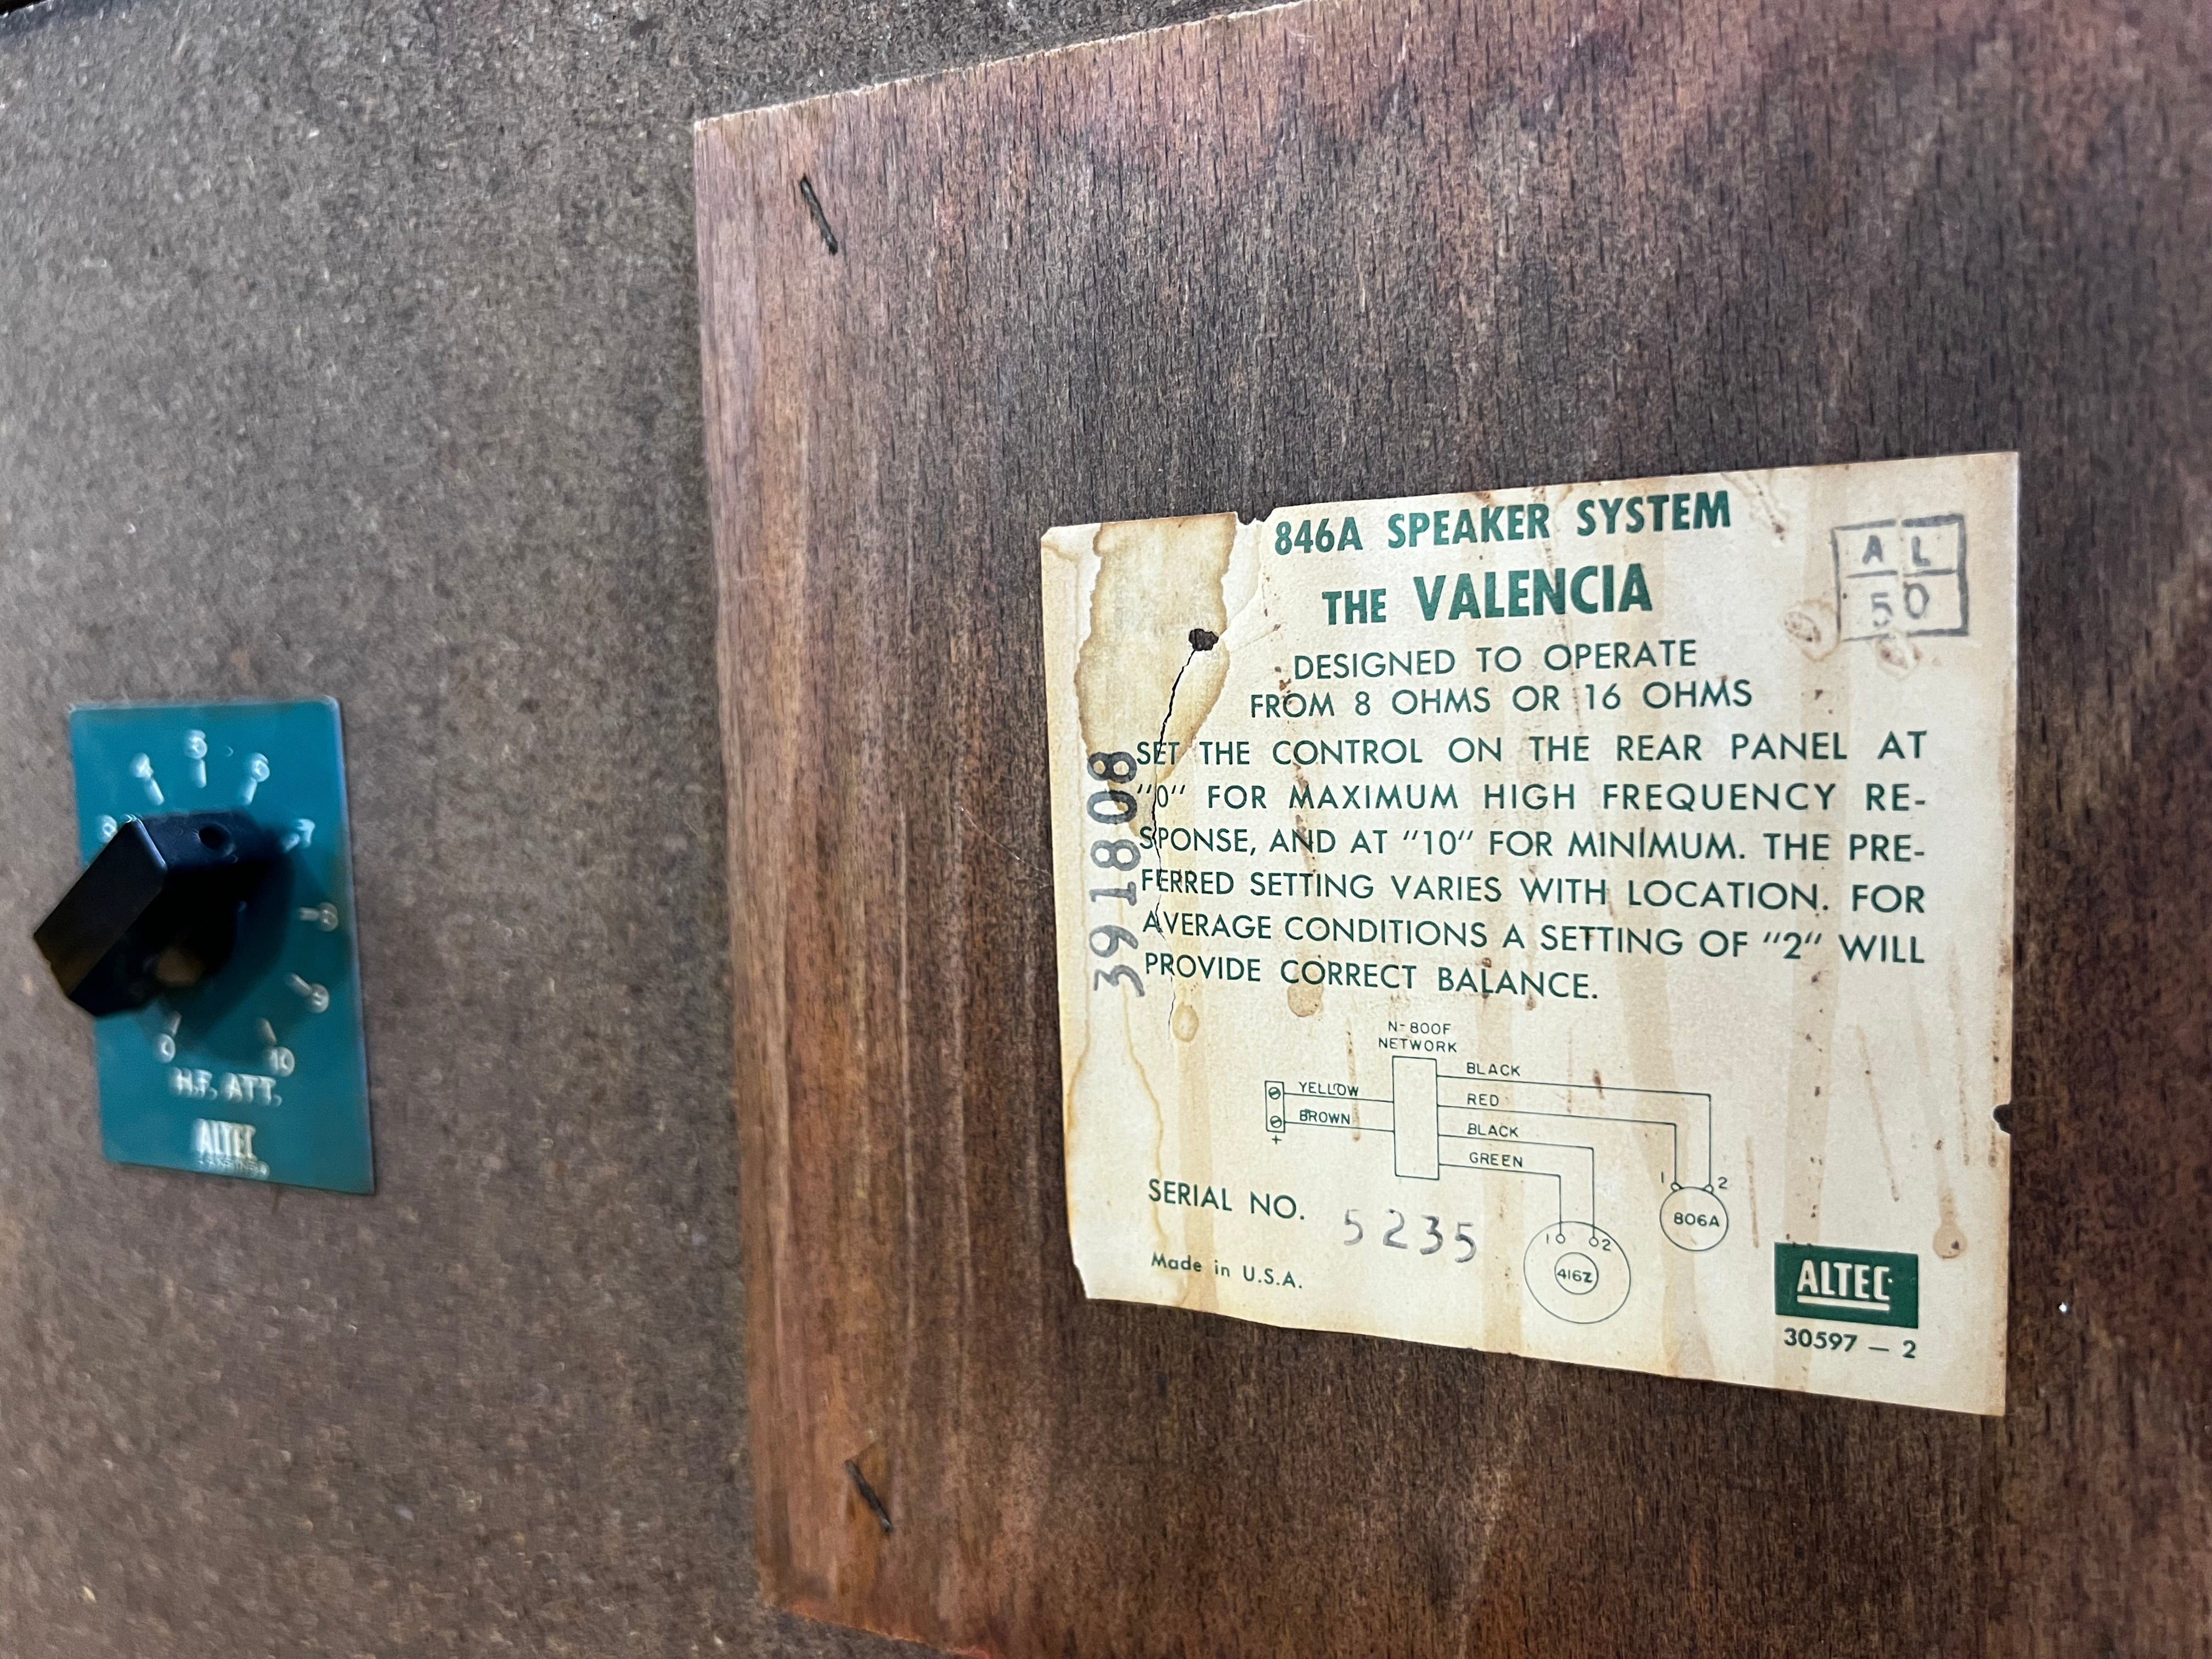 846A SPEAKER SYSTEM
THE VALENCIA
A L
5 0
DESIGNED TO OPERATE
FROM 8 OHMS OR 16 OHMS
SET THE CONTROL ON THE REAR PANEL AT
"0" FOR MAXIMUM HIGH FREQUENCY RE-
SPONSE, AND AT "10" FOR MINIMUM. THE PRE-
FERRED SETTING VARIES WITH LOCATION. FOR
AVERAGE CONDITIONS A SETTING OF "2" WILL
PROVIDE CORRECT BALANCE.
391808
N-800F
NETWORK
YELLOW
BROWN
+
BLACK
RED
BLACK
GREEN
1 2
806A
1 2
416Z
SERIAL NO. 5235
Made in U.S.A.
ALTEC
30597 — 2
4 5 6
7
8
9
0 10
H.F. ATT.
ALTEC